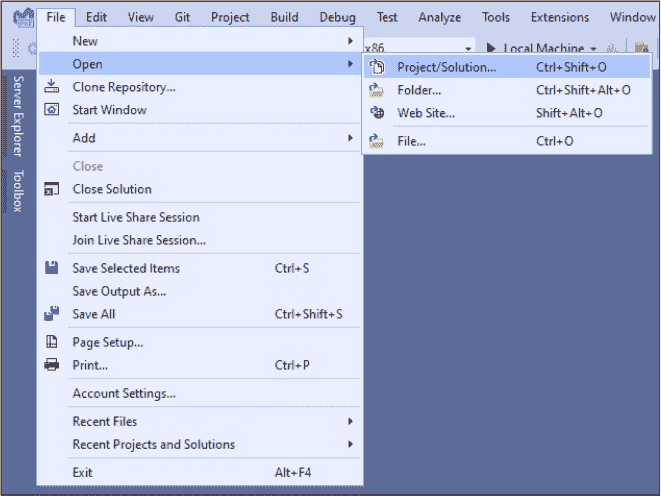 File Edit View Git Project Build Debug Test Analyze Tools Extensions Window
x86 Local Machine
New
Open
Project/Solution... Ctrl+Shift+O
Clone Repository...
Folder... Ctrl+Shift+Alt+O
Start Window
Web Site... Shift+Alt+O
Add
File... Ctrl+O
Close
Close Solution
Start Live Share Session
Join Live Share Session...
Save Selected Items Ctrl+S
Save Output As...
Save All Ctrl+Shift+S
Page Setup...
Print... Ctrl+P
Account Settings...
Recent Files
Recent Projects and Solutions
Exit Alt+F4
Server Explorer
Toolbox